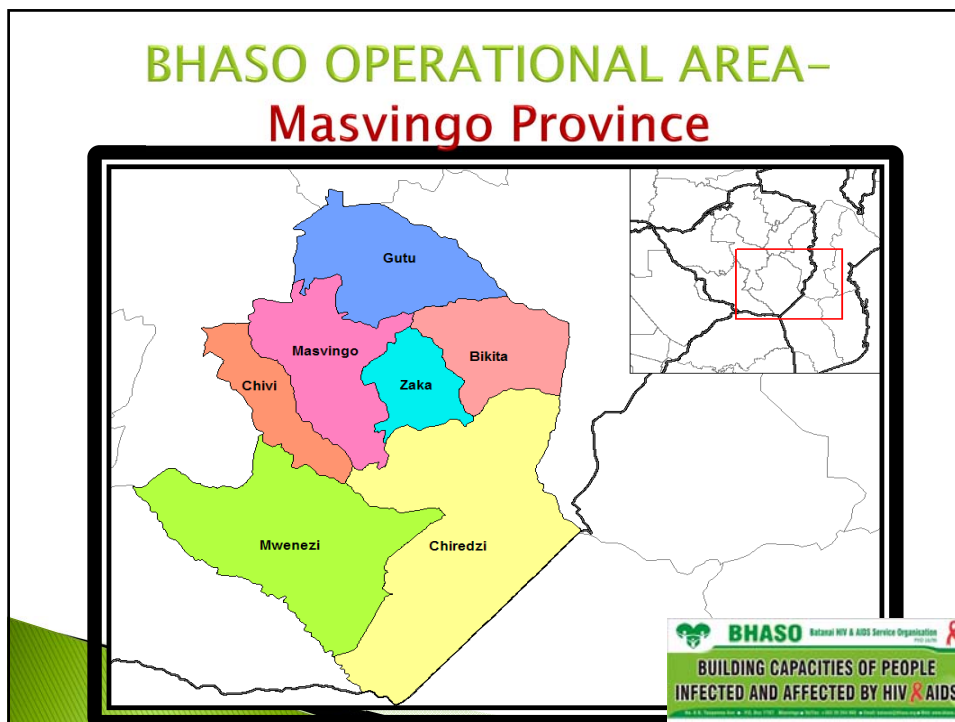 BHASO OPERATIONAL AREA–
Masvingo Province
Gutu
Masvingo
Bikita
Chivi
Zaka
Mwenezi
Chiredzi
BHASO Batanai HIV & AIDS Service Organisation
BUILDING CAPACITIES OF PEOPLE
INFECTED AND AFFECTED BY HIV & AIDS